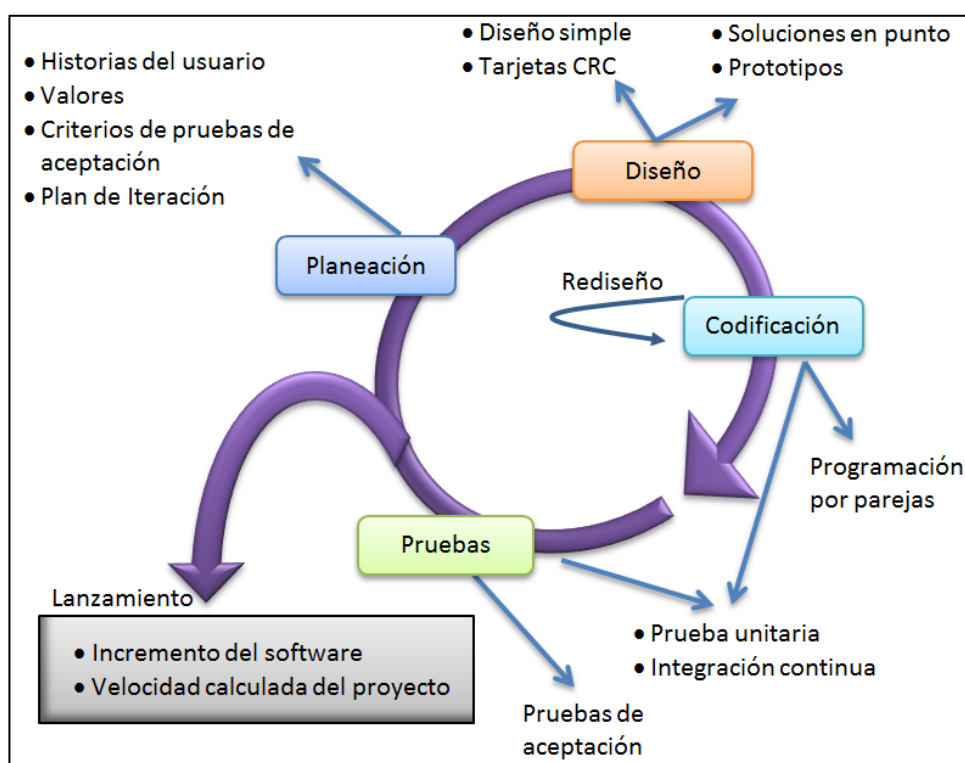 • Historias del usuario
• Valores
• Criterios de pruebas de
aceptación
• Plan de Iteración
• Diseño simple
• Tarjetas CRC
• Soluciones en punto
• Prototipos
Diseño
Planeación
Rediseño
Codificación
Programación
por parejas
Pruebas
Lanzamiento
• Incremento del software
• Velocidad calculada del proyecto
• Prueba unitaria
• Integración continua
Pruebas de
aceptación